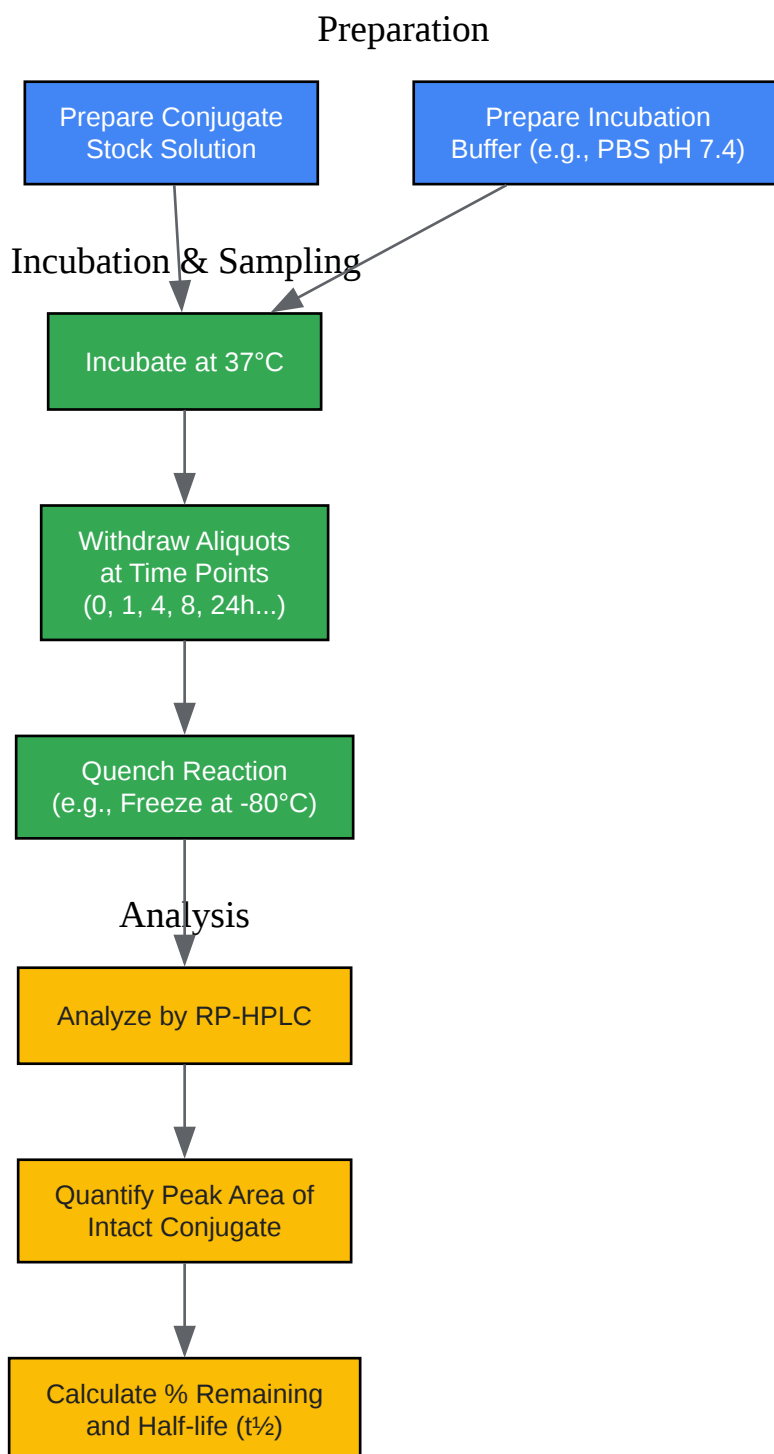 Preparation
Prepare Conjugate
Stock Solution
Prepare Incubation
Buffer (e.g., PBS pH 7.4)
Incubation & Sampling
Incubate at 37°C
Withdraw Aliquots
at Time Points
(0, 1, 4, 8, 24h...)
Quench Reaction
(e.g., Freeze at -80°C)
Analysis
Analyze by RP-HPLC
Quantify Peak Area of
Intact Conjugate
Calculate % Remaining
and Half-life (t½)